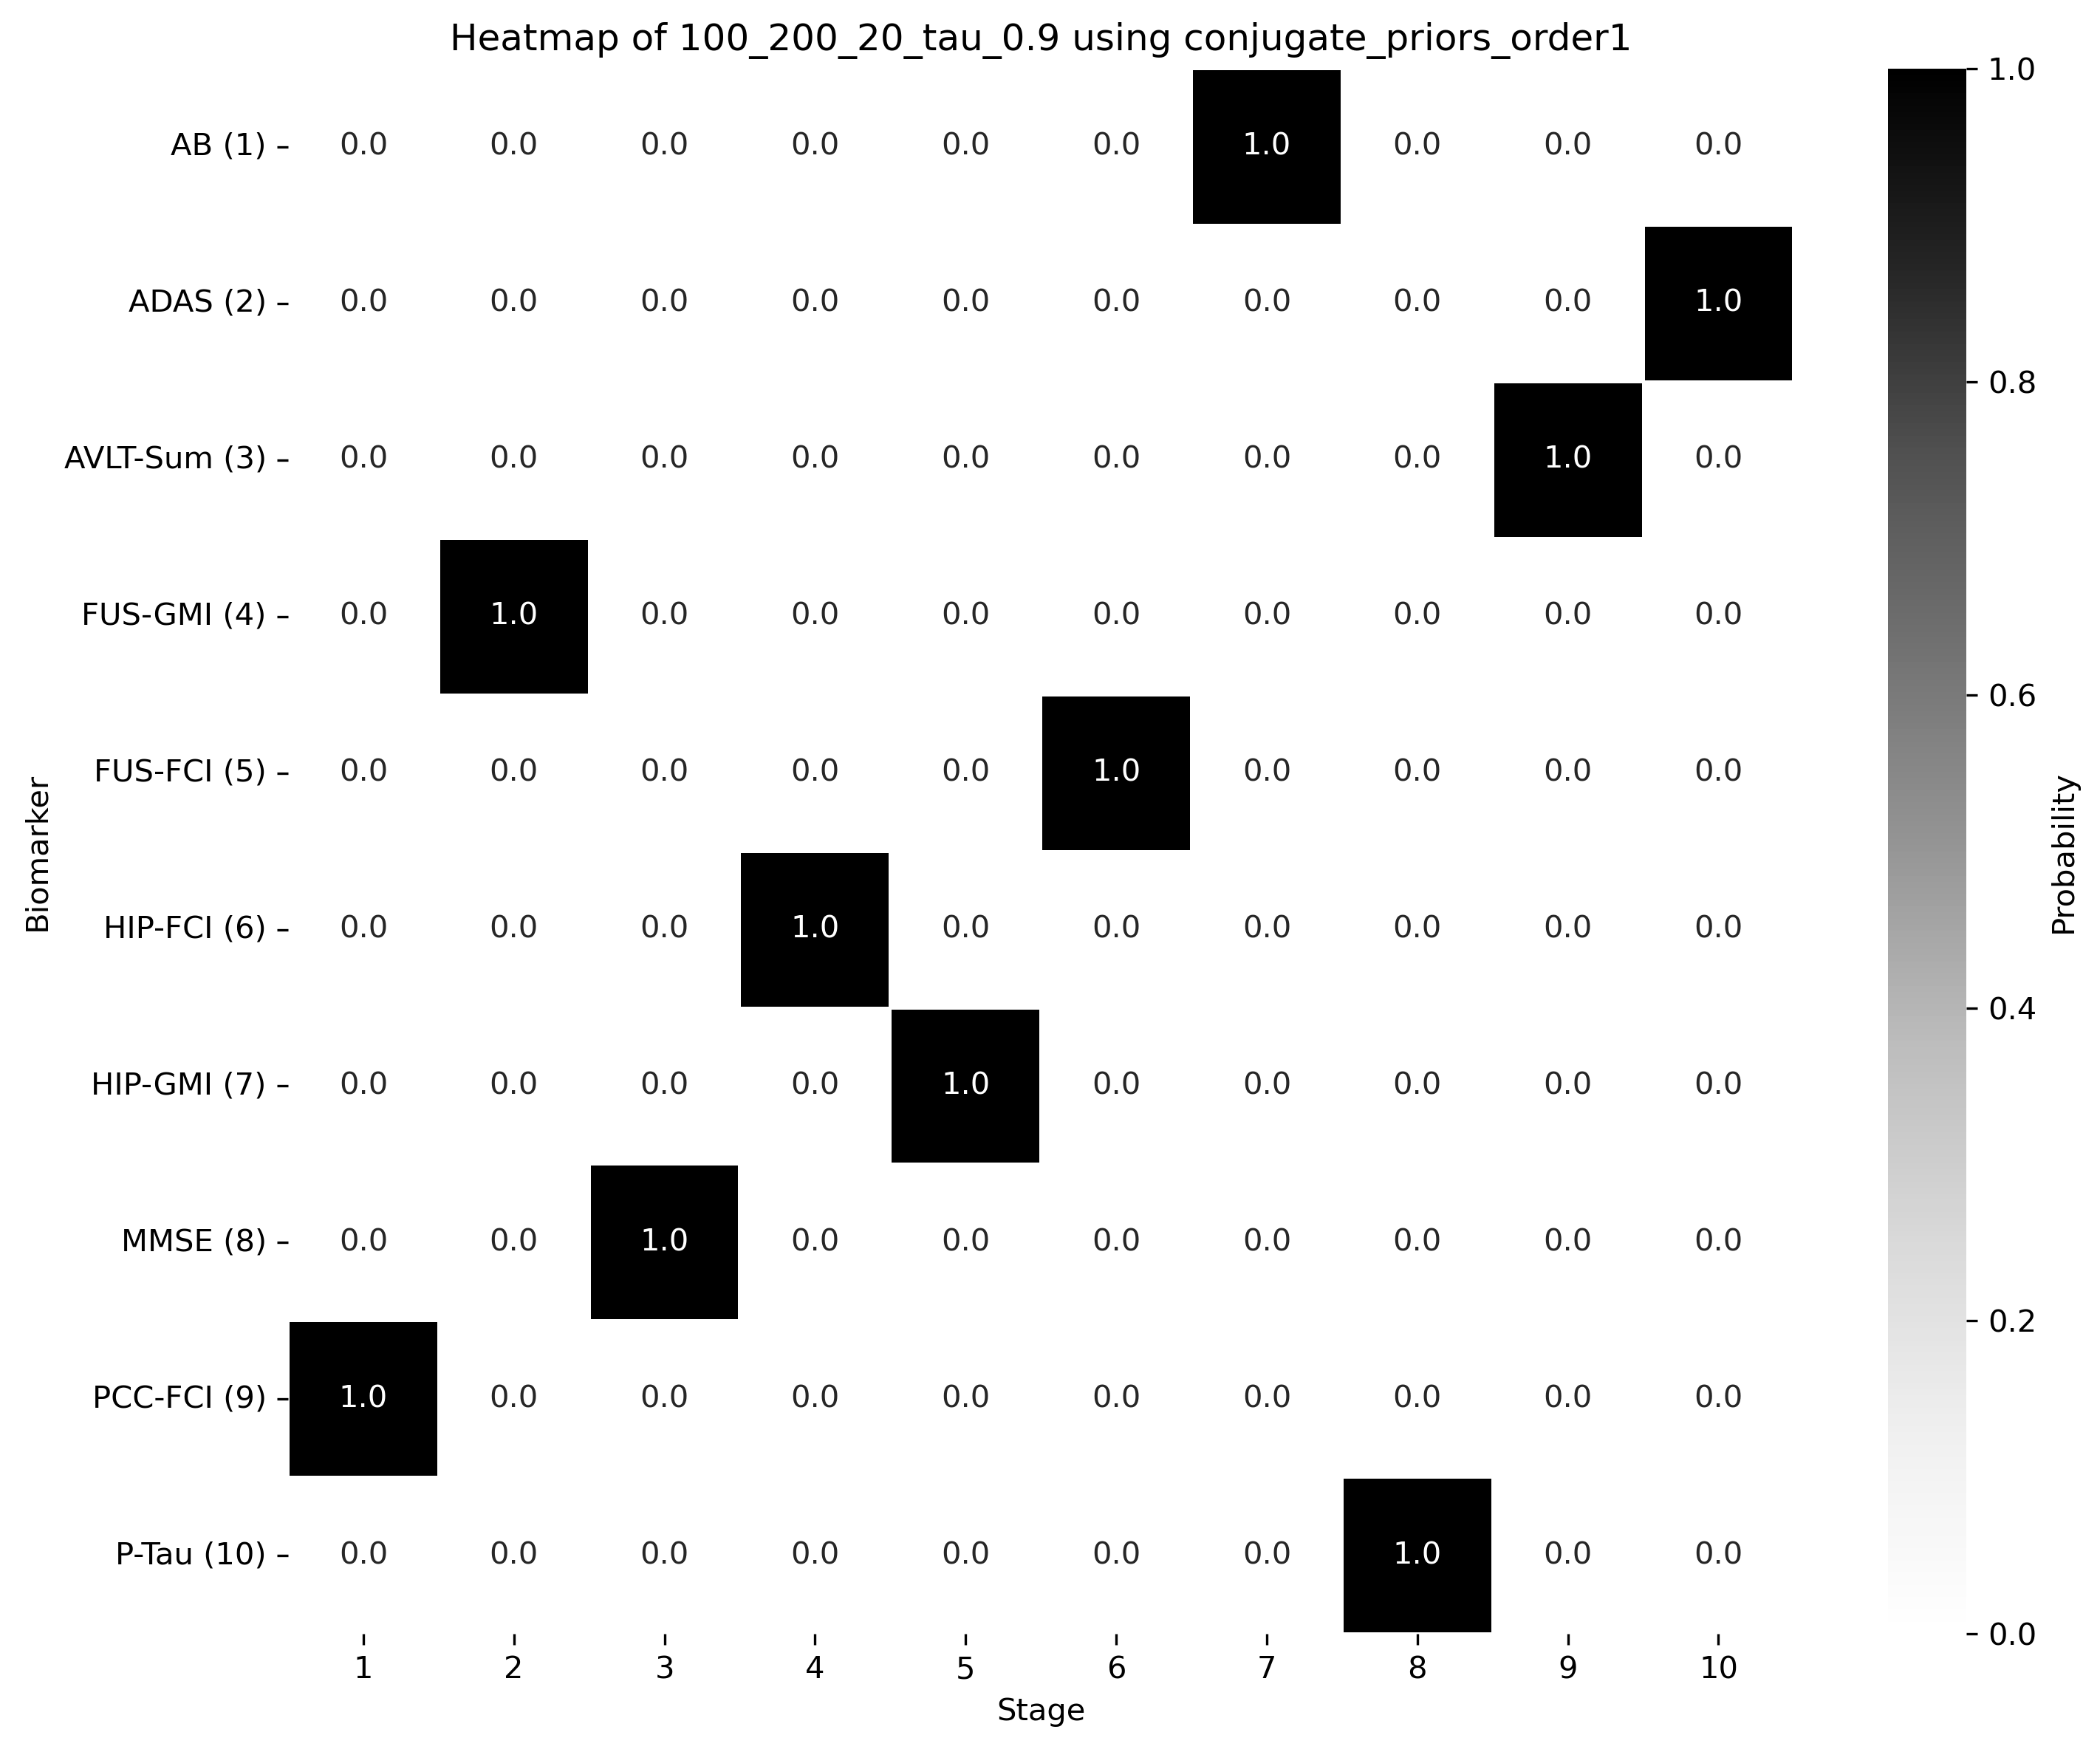 Heatmap of 100_200_20_tau_0.9 using conjugate_priors_order1
AB (1) 0.0 0.0 0.0 0.0 0.0 0.0 1.0 0.0 0.0 0.0
ADAS (2) 0.0 0.0 0.0 0.0 0.0 0.0 0.0 0.0 0.0 1.0
AVLT-Sum (3) 0.0 0.0 0.0 0.0 0.0 0.0 0.0 0.0 1.0 0.0
FUS-GMI (4) 0.0 1.0 0.0 0.0 0.0 0.0 0.0 0.0 0.0 0.0
FUS-FCI (5) 0.0 0.0 0.0 0.0 0.0 1.0 0.0 0.0 0.0 0.0
HIP-FCI (6) 0.0 0.0 0.0 1.0 0.0 0.0 0.0 0.0 0.0 0.0
HIP-GMI (7) 0.0 0.0 0.0 0.0 1.0 0.0 0.0 0.0 0.0 0.0
MMSE (8) 0.0 0.0 1.0 0.0 0.0 0.0 0.0 0.0 0.0 0.0
PCC-FCI (9) 1.0 0.0 0.0 0.0 0.0 0.0 0.0 0.0 0.0 0.0
P-Tau (10) 0.0 0.0 0.0 0.0 0.0 0.0 0.0 1.0 0.0 0.0
1 2 3 4 5 6 7 8 9 10
Stage
Biomarker
1.0
0.8
0.6
0.4
0.2
0.0
Probability